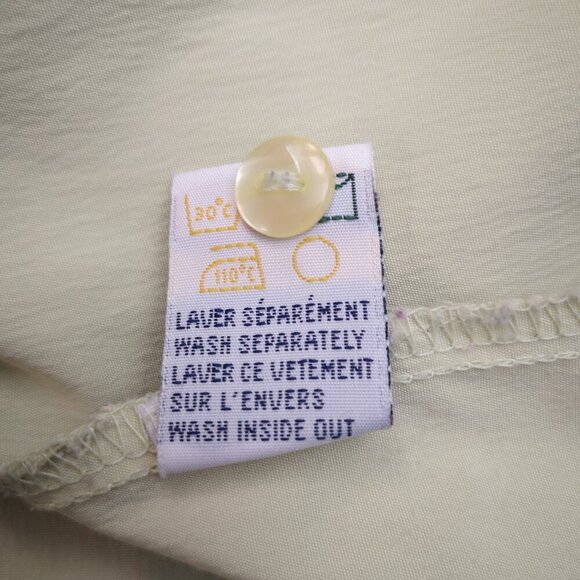 30°C
110°C
LAVER SÉPARÉMENT
WASH SEPARATELY
LAVER CE VETEMENT
SUR L'ENVERS
WASH INSIDE OUT